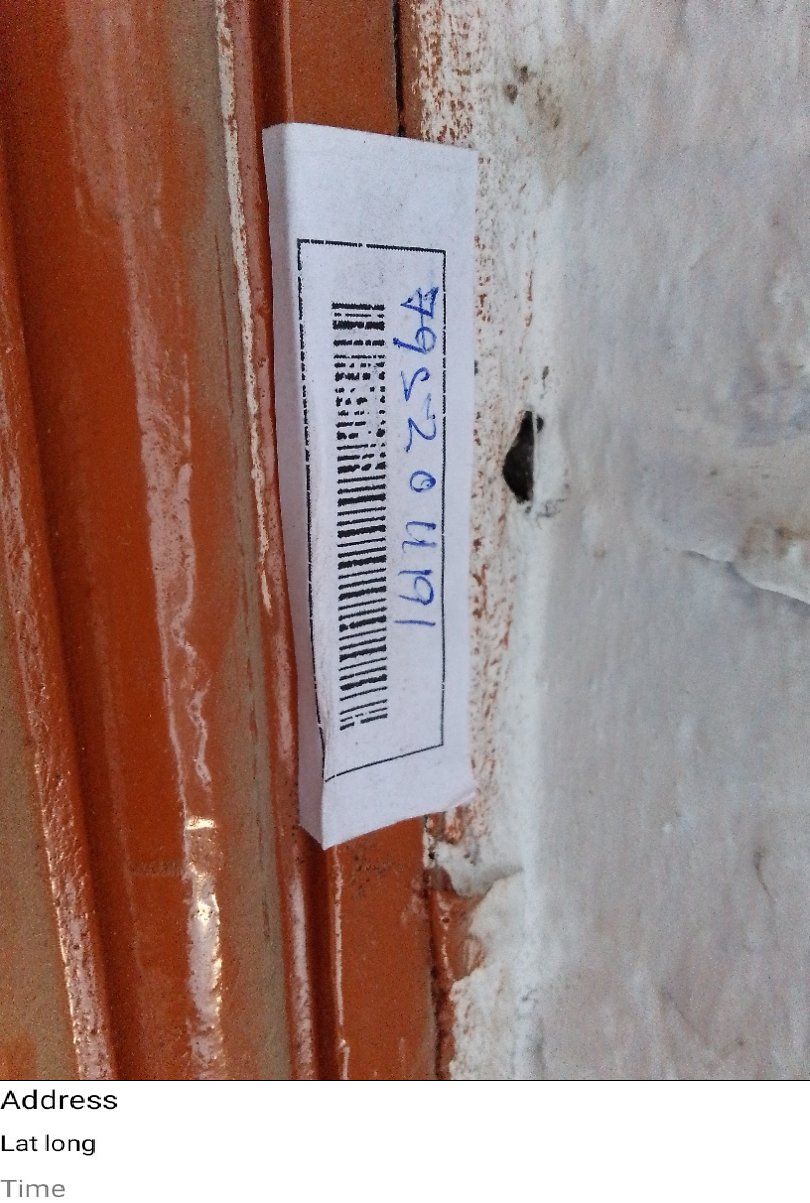 795204191
Address
Lat long
Time